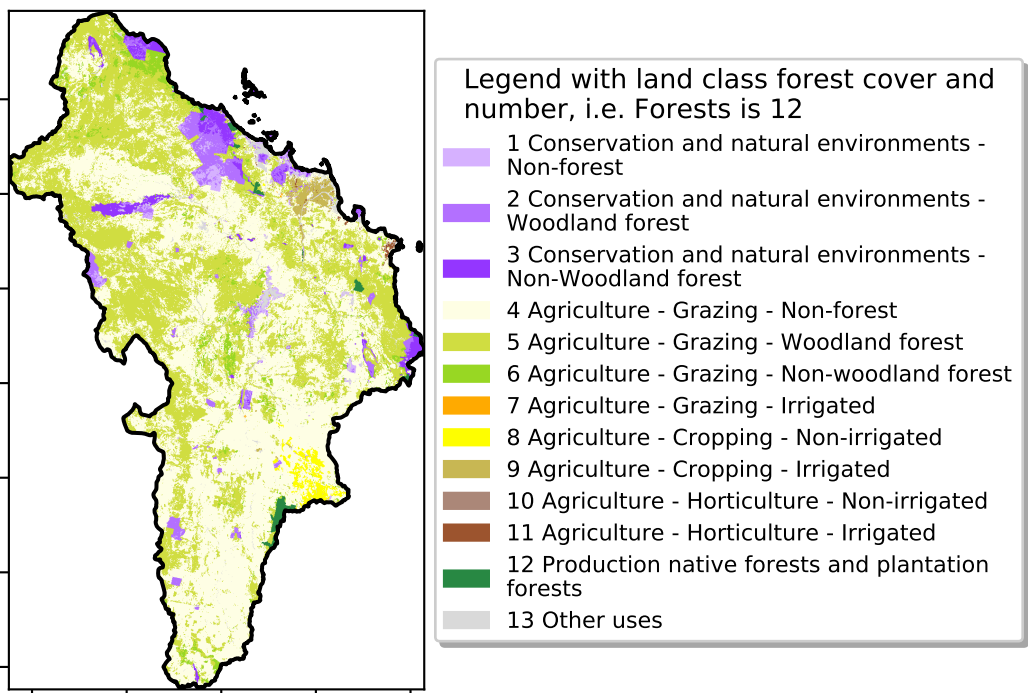 Legend with land class forest cover and
number, i.e. Forests is 12
1 Conservation and natural environments -
Non-forest
2 Conservation and natural environments -
Woodland forest
3 Conservation and natural environments -
Non-Woodland forest
4 Agriculture - Grazing - Non-forest
5 Agriculture - Grazing - Woodland forest
6 Agriculture - Grazing - Non-woodland forest
7 Agriculture - Grazing - Irrigated
8 Agriculture - Cropping - Non-irrigated
9 Agriculture - Cropping - Irrigated
10 Agriculture - Horticulture - Non-irrigated
11 Agriculture - Horticulture - Irrigated
12 Production native forests and plantation
forests
13 Other uses